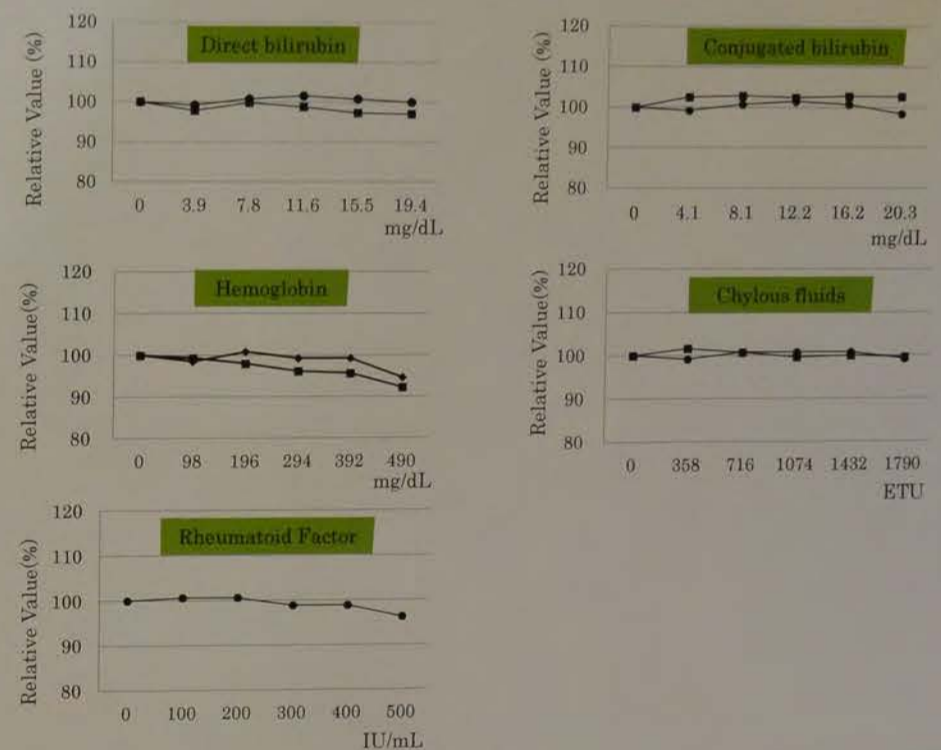 Direct bilirubin
Relative Value (%)
120
110
100
90
80
0 3.9 7.8 11.6 15.5 19.4
mg/dL
Conjugated bilirubin
Relative Value (%)
120
110
100
90
80
0 4.1 8.1 12.2 16.2 20.3
mg/dL
Hemoglobin
Relative Value(%)
120
110
100
90
80
0 98 196 294 392 490
mg/dL
Chylous fluids
Relative Value(%)
120
110
100
90
80
0 358 716 1074 1432 1790
ETU
Rheumatoid Factor
Relative Value(%)
120
110
100
90
80
0 100 200 300 400 500
IU/mL